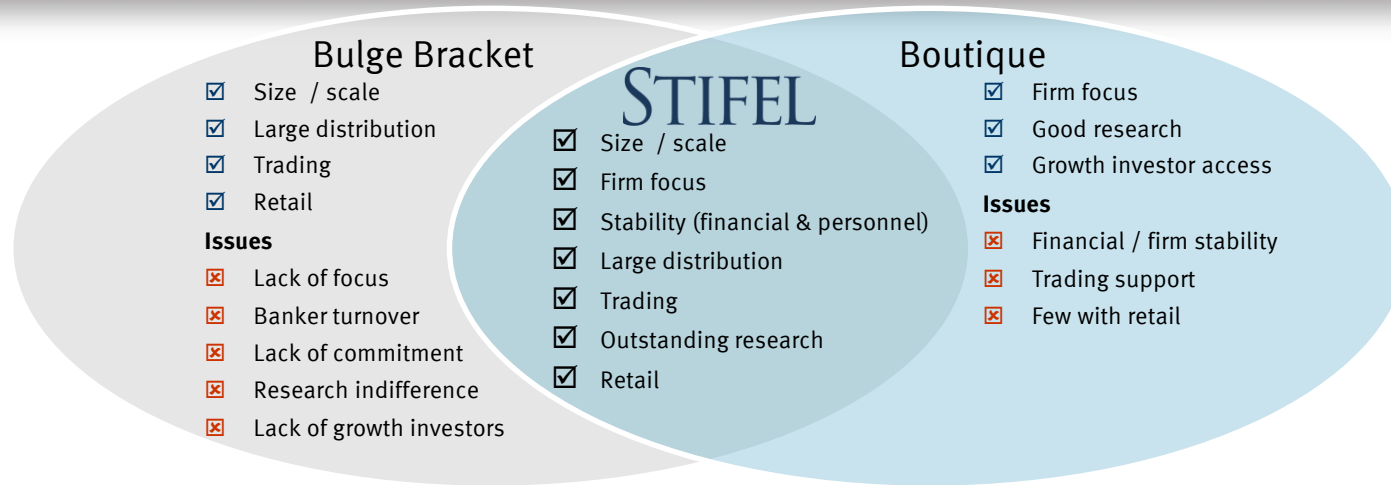 Bulge Bracket
Size / scale
Large distribution
Trading
Retail
Issues
Lack of focus
Banker turnover
Lack of commitment
Research indifference
Lack of growth investors
STIFEL
Size / scale
Firm focus
Stability (financial & personnel)
Large distribution
Trading
Outstanding research
Retail
Boutique
Firm focus
Good research
Growth investor access
Issues
Financial / firm stability
Trading support
Few with retail